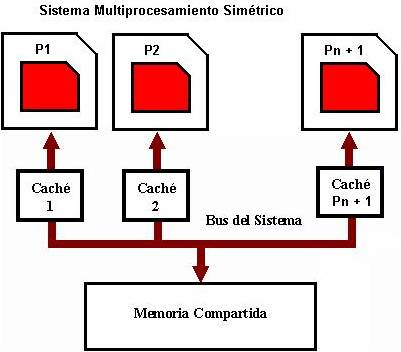 Sistema Multiprocesamiento Simétrico
P1
P2
Pn + 1
Caché
1
Caché
2
Caché
Pn + 1
Bus del Sistema
Memoria Compartida